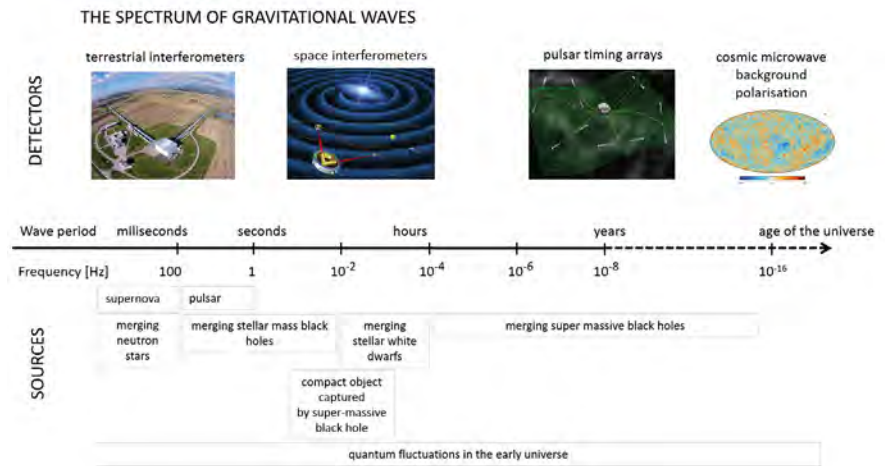 THE SPECTRUM OF GRAVITATIONAL WAVES
DETECTORS
terrestrial interferometers
space interferometers
pulsar timing arrays
cosmic microwave
background
polarisation
Wave period miliseconds seconds hours years age of the universe
Frequency [Hz] 100 1 10⁻² 10⁻⁴ 10⁻⁶ 10⁻⁸ 10⁻¹⁶
SOURCES
supernova
pulsar
merging
neutron
stars
merging stellar mass black
holes
merging
stellar white
dwarfs
merging super massive black holes
compact object
captured
by super-massive
black hole
quantum fluctuations in the early universe